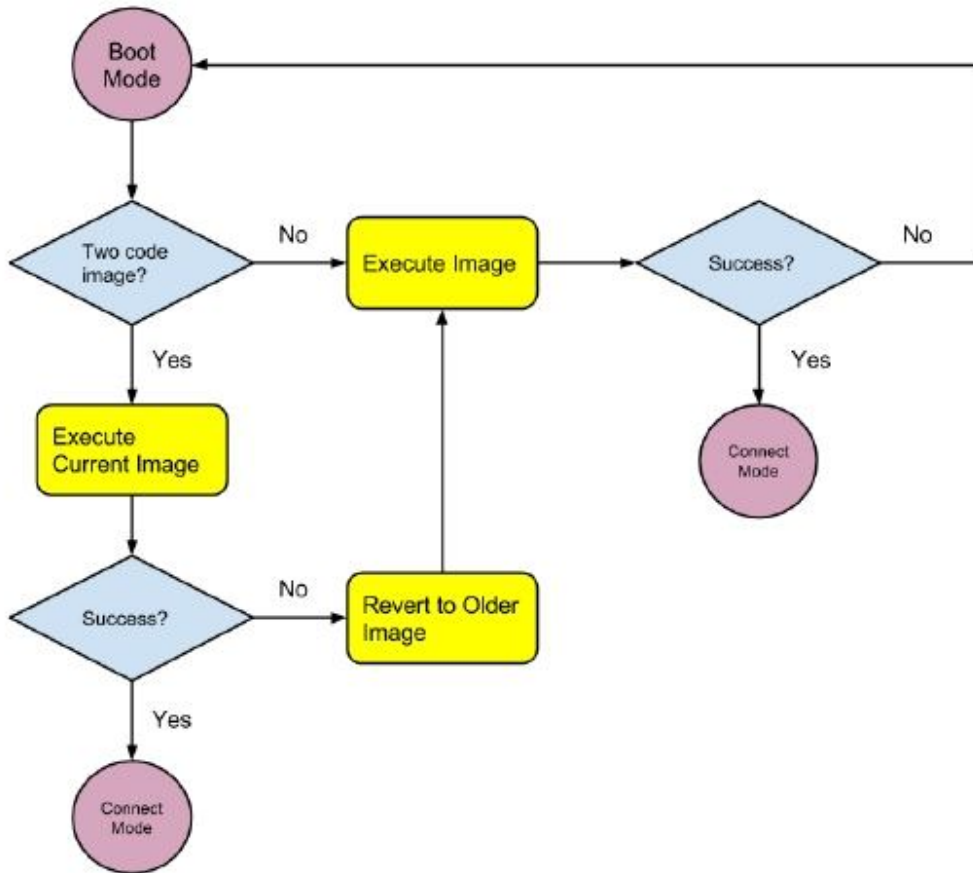 Boot
Mode
Two code
image?
No
Execute Image
Success?
No
Yes
Yes
Execute
Current Image
Connect
Mode
Success?
No
Revert to Older
Image
Yes
Connect
Mode